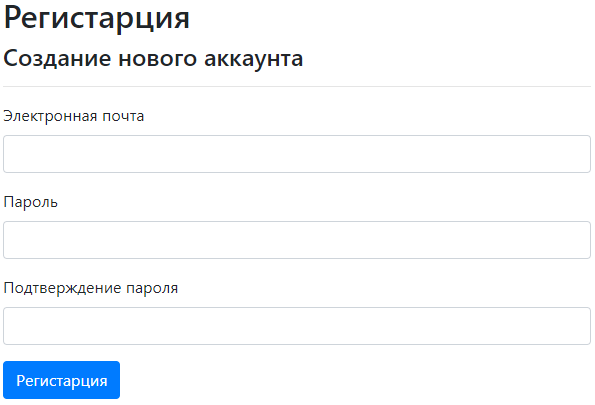 Регистарция
Создание нового аккаунта
Электронная почта
Пароль
Подтверждение пароля
Регистарция